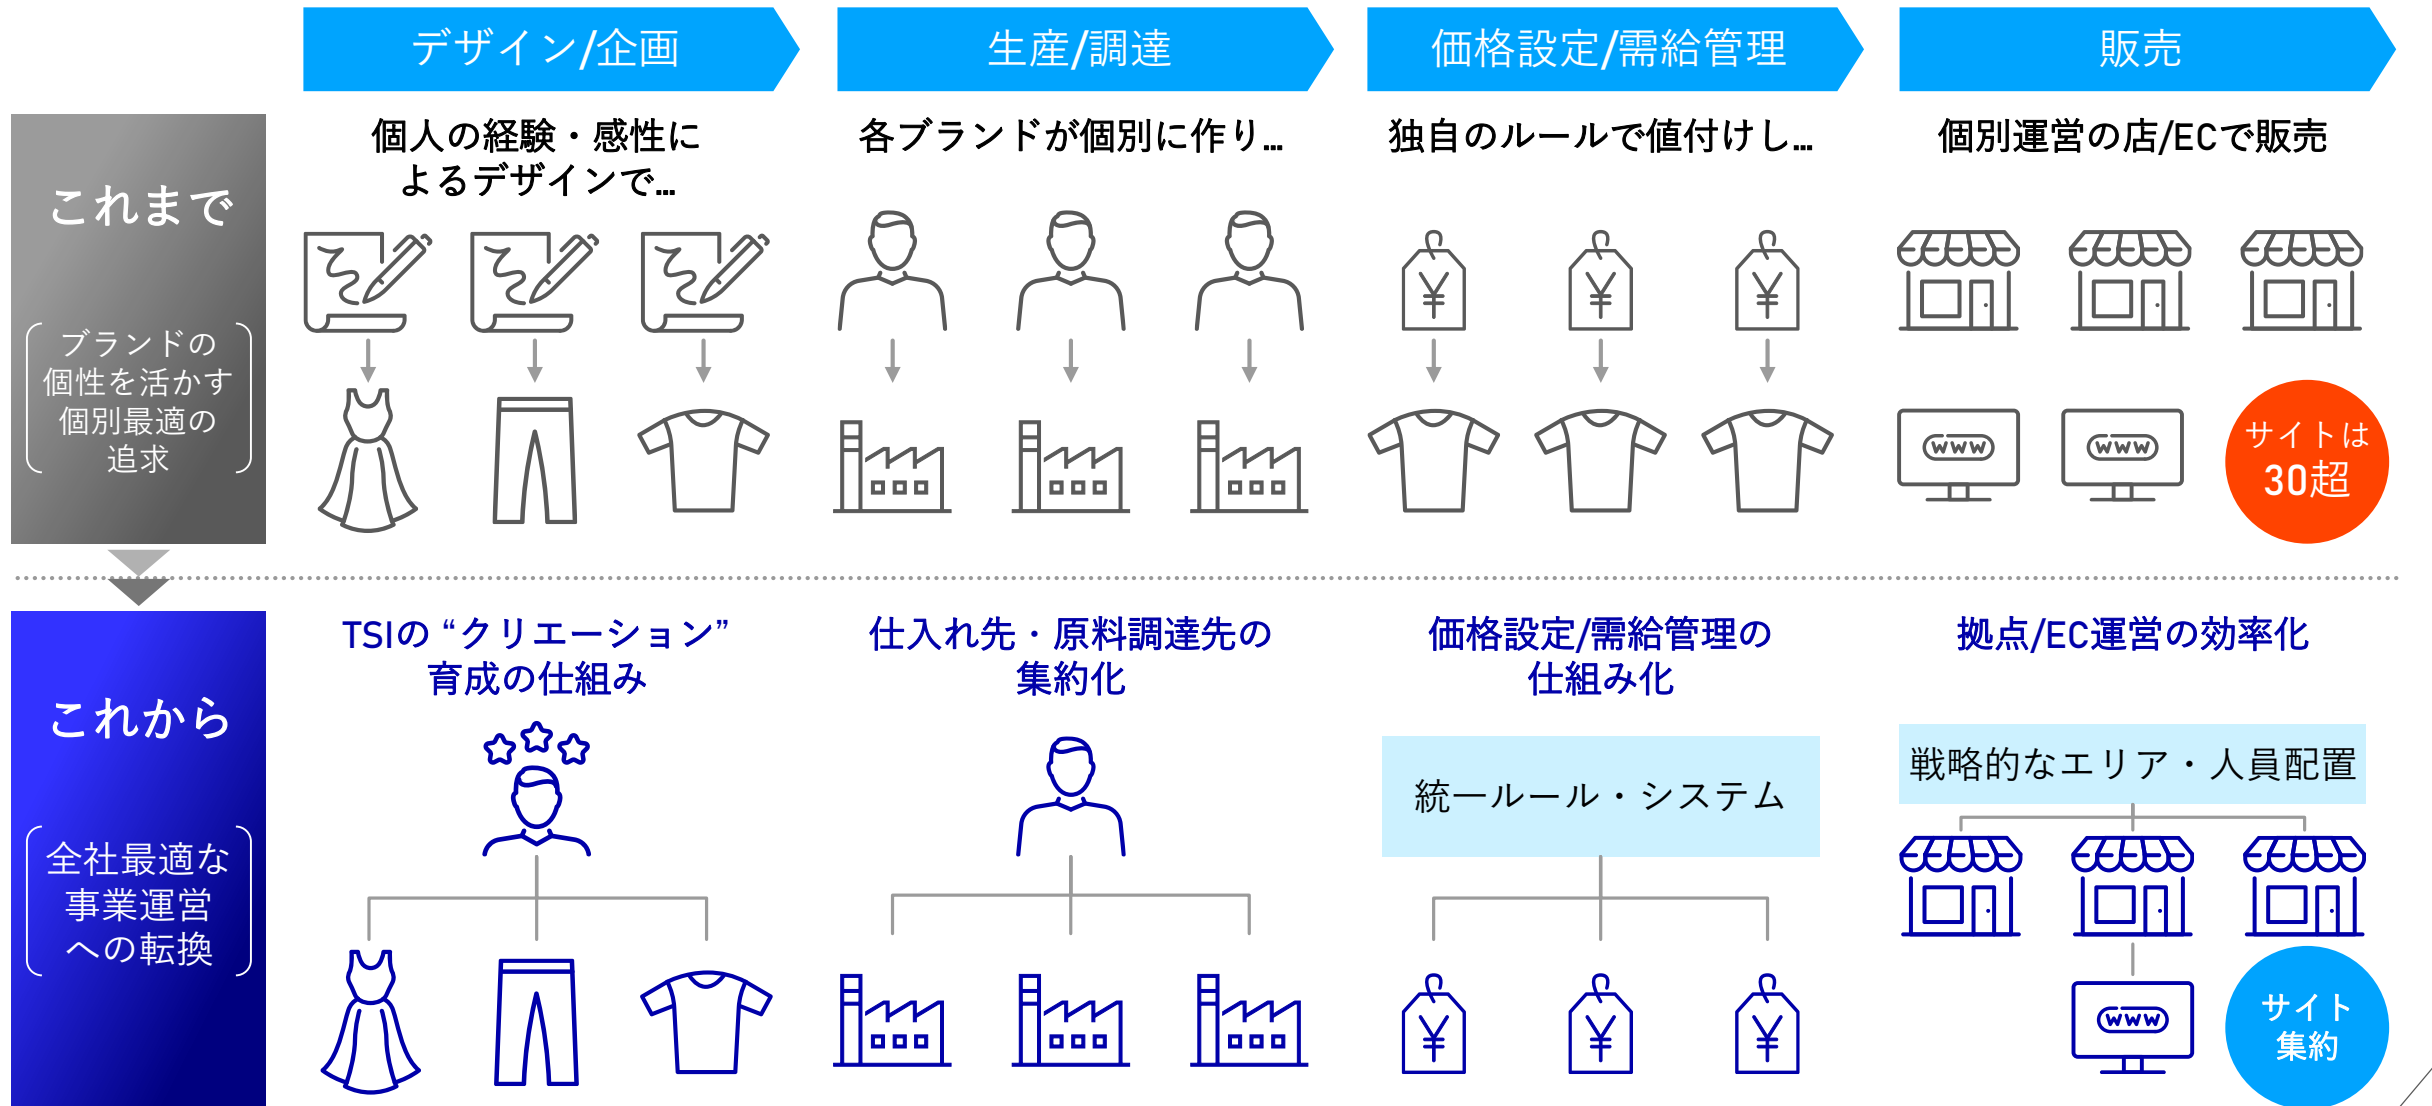 デザイン/企画
生産/調達
価格設定/需給管理
販売
これまで
ブランドの
個性を活かす
個別最適の
追求
個人の経験・感性に
よるデザインで…
各ブランドが個別に作り…
独自のルールで値付けし…
個別運営の店/ECで販売
WWW
WWW
サイトは
30超
これから
全社最適な
事業運営
への転換
TSIの “クリエーション”
育成の仕組み
仕入れ先・原料調達先の
集約化
価格設定/需給管理の
仕組み化
統一ルール・システム
拠点/EC運営の効率化
戦略的なエリア・人員配置
WWW
サイト
集約